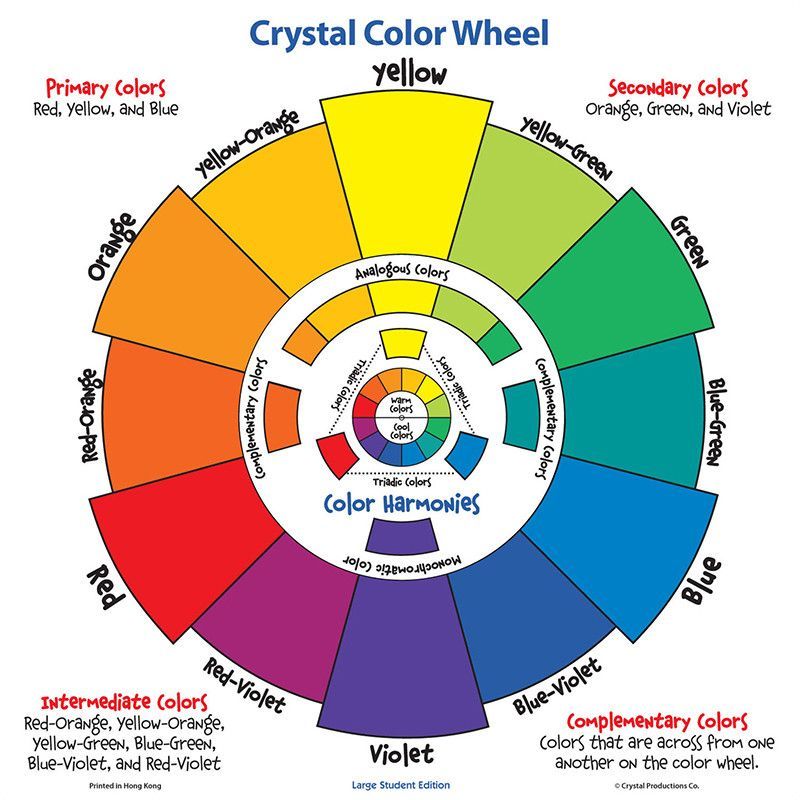 Crystal Color Wheel
Primary Colors
Red, Yellow, and Blue
Secondary Colors
Orange, Green, and Violet
Yellow
Yellow-Orange
Yellow-Green
Orange
Green
Red-Orange
Blue-Green
Red
Blue
Red-Violet
Blue-Violet
Violet
Analogous Colors
Complementary Colors
Complementary Colors
Triadic Colors
Triadic Colors
Warm
Colors
Cool
Colors
Triadic Colors
Color Harmonies
Monochromatic Color
Intermediate Colors
Red-Orange, Yellow-Orange,
Yellow-Green, Blue-Green,
Blue-Violet, and Red-Violet
Complementary Colors
Colors that are across from one
another on the color wheel.
Printed in Hong Kong
Large Student Edition
© Crystal Productions Co.